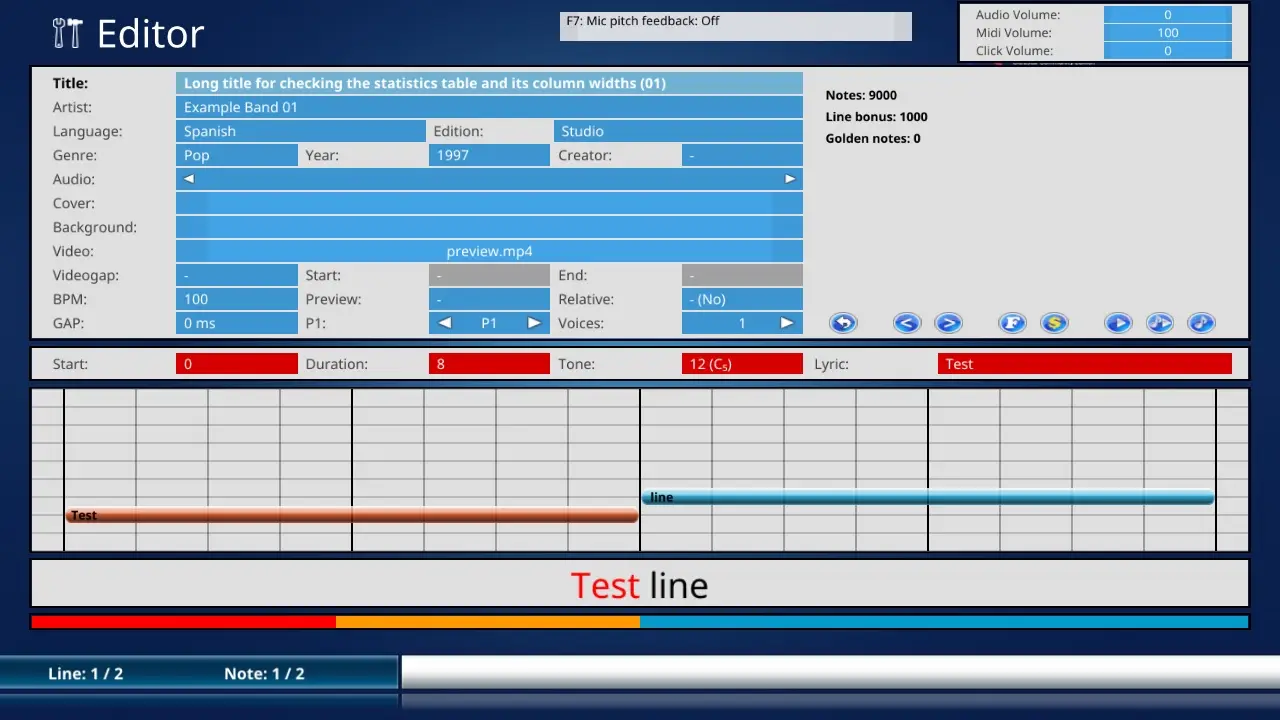 Editor
F7: Mic pitch feedback: Off
Audio Volume: 0
Midi Volume: 100
Click Volume: 0
Title: Long title for checking the statistics table and its column widths (01)
Artist: Example Band 01
Language: Spanish Edition: Studio
Genre: Pop Year: 1997 Creator: -
Audio:
Cover:
Background:
Video: preview.mp4
Videogap: - Start: - End: -
BPM: 100 Preview: - Relative: - (No)
GAP: 0 ms P1: P1 Voices: 1
Notes: 9000
Line bonus: 1000
Golden notes: 0
F S
Start: 0 Duration: 8 Tone: 12 (C₅) Lyric: Test
line
Test
Test line
Line: 1 / 2 Note: 1 / 2